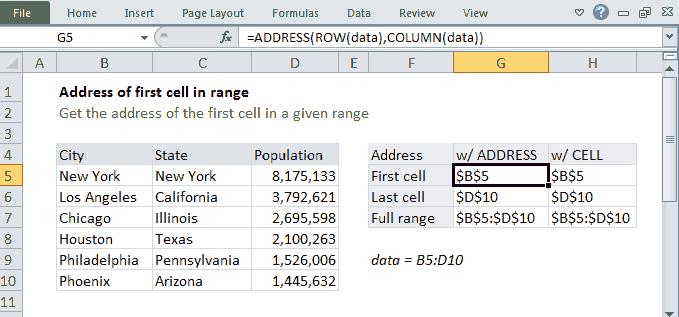 File Home Insert Page Layout Formulas Data Review View
G5 fx =ADDRESS(ROW(data),COLUMN(data))
A B C D E F G H
1 Address of first cell in range
2 Get the address of the first cell in a given range
3
4 City State Population Address w/ ADDRESS w/ CELL
5 New York New York 8,175,133 First cell $B$5 $B$5
6 Los Angeles California 3,792,621 Last cell $D$10 $D$10
7 Chicago Illinois 2,695,598 Full range $B$5:$D$10 $B$5:$D$10
8 Houston Texas 2,100,263
9 Philadelphia Pennsylvania 1,526,006 data = B5:D10
10 Phoenix Arizona 1,445,632
11